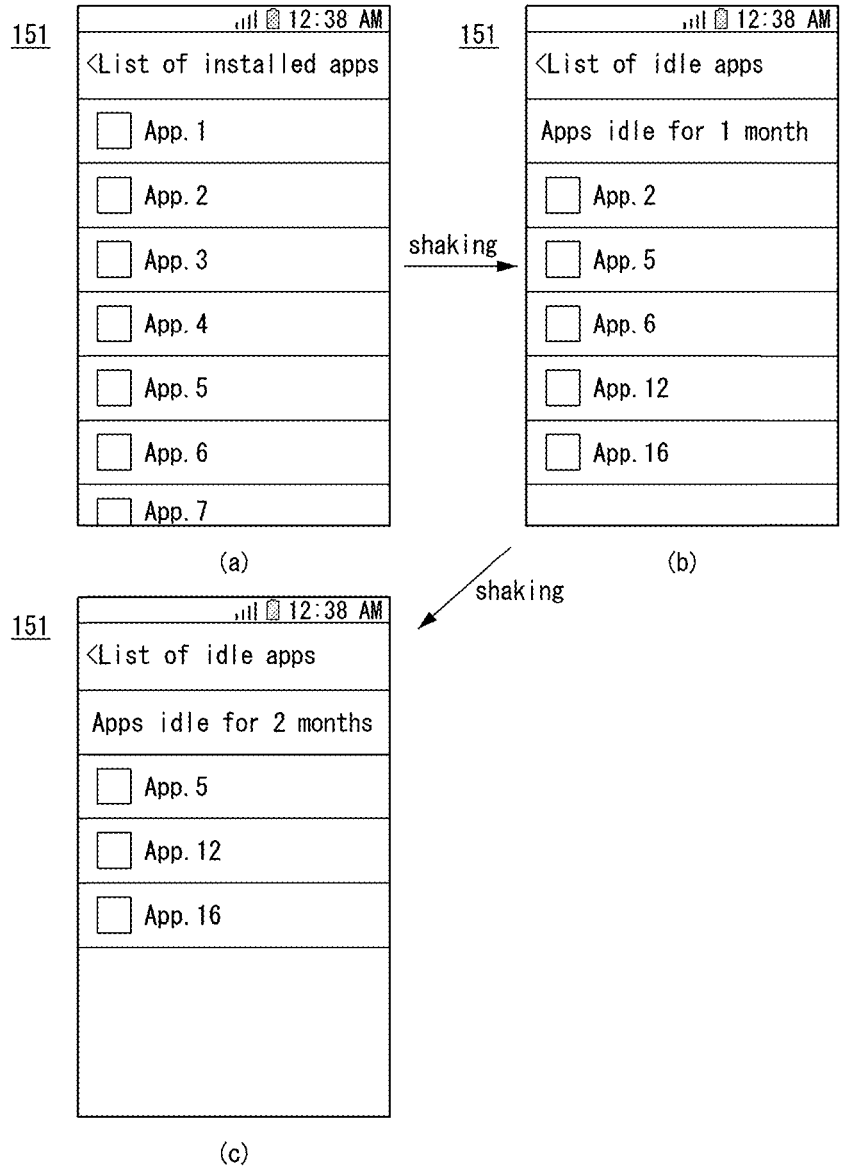 151
12:38 AM
<List of installed apps
App. 1
App. 2
App. 3
App. 4
App. 5
App. 6
App. 7
(a)
shaking
151
12:38 AM
<List of idle apps
Apps idle for 1 month
App. 2
App. 5
App. 6
App. 12
App. 16
(b)
shaking
151
12:38 AM
<List of idle apps
Apps idle for 2 months
App. 5
App. 12
App. 16
(c)